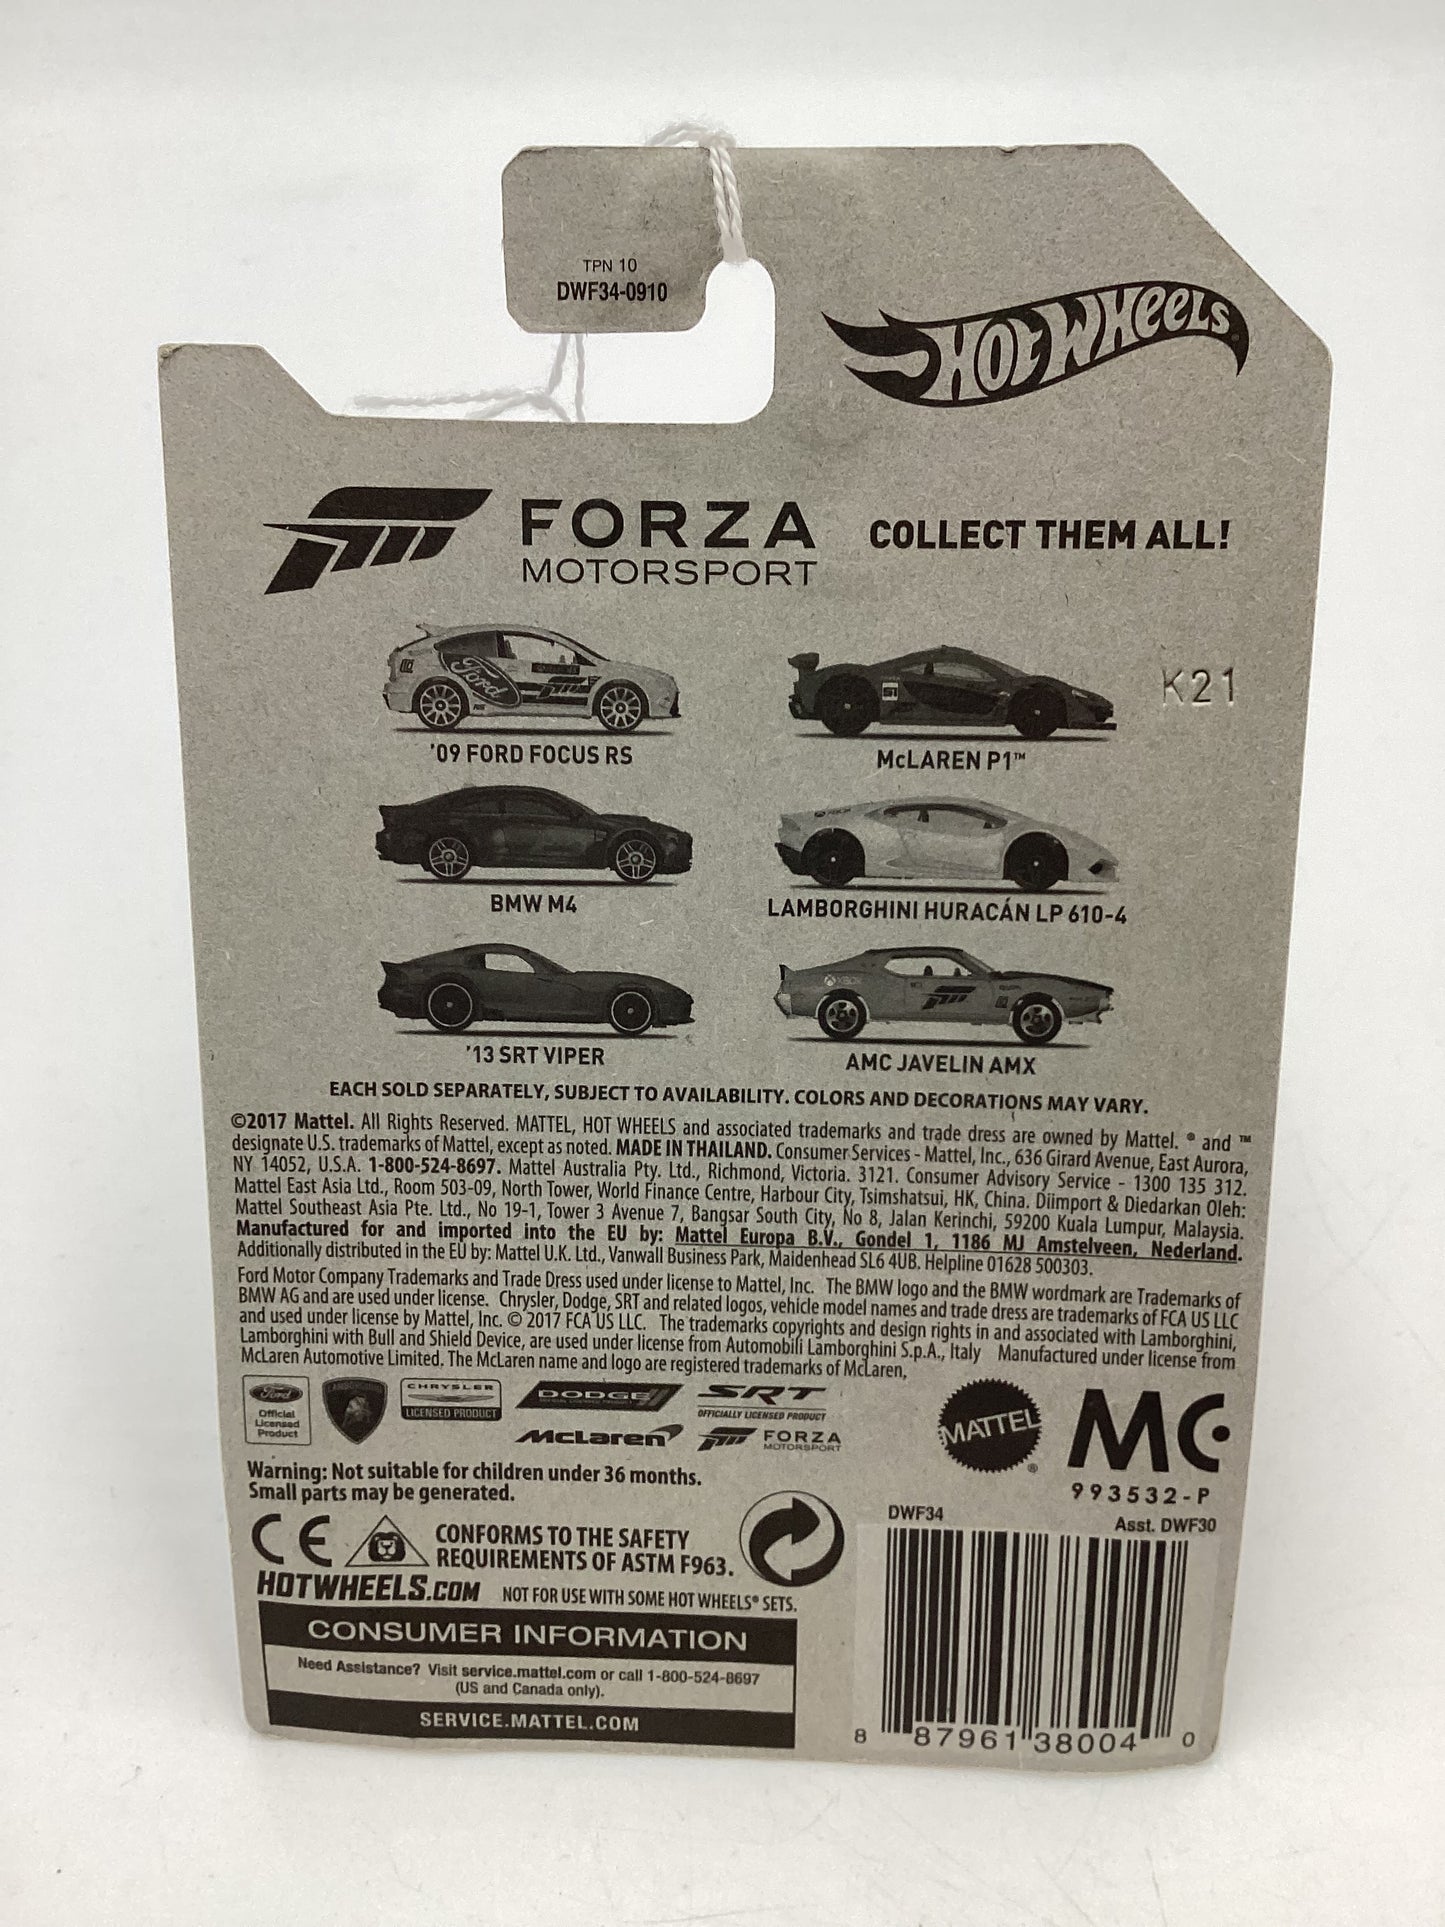 TPN 10
DWF34-0910
HOT WHEELS
FORZA
MOTORSPORT
COLLECT THEM ALL!
K21
'09 FORD FOCUS RS
McLAREN P1™
BMW M4
LAMBORGHINI HURACÁN LP 610-4
'13 SRT VIPER
AMC JAVELIN AMX
EACH SOLD SEPARATELY, SUBJECT TO AVAILABILITY. COLORS AND DECORATIONS MAY VARY.
©2017 Mattel. All Rights Reserved. MATTEL, HOT WHEELS and associated trademarks and trade dress are owned by Mattel. ® and ™
designate U.S. trademarks of Mattel, except as noted. MADE IN THAILAND. Consumer Services - Mattel, Inc., 636 Girard Avenue, East Aurora,
NY 14052, U.S.A. 1-800-524-8697. Mattel Australia Pty. Ltd., Richmond, Victoria. 3121. Consumer Advisory Service - 1300 135 312.
Mattel East Asia Ltd., Room 503-09, North Tower, World Finance Centre, Harbour City, Tsimshatsui, HK, China. Diimport & Diedarkan Oleh:
Mattel Southeast Asia Pte. Ltd., No 19-1, Tower 3 Avenue 7, Bangsar South City, No 8, Jalan Kerinchi, 59200 Kuala Lumpur, Malaysia.
Manufactured for and imported into the EU by: Mattel Europa B.V., Gondel 1, 1186 MJ Amstelveen, Nederland.
Additionally distributed in the EU by: Mattel U.K. Ltd., Vanwall Business Park, Maidenhead SL6 4UB. Helpline 01628 500303.
Ford Motor Company Trademarks and Trade Dress used under license to Mattel, Inc. The BMW logo and the BMW wordmark are Trademarks of
BMW AG and are used under license. Chrysler, Dodge, SRT and related logos, vehicle model names and trade dress are trademarks of FCA US LLC
and used under license by Mattel, Inc. © 2017 FCA US LLC. The trademarks copyrights and design rights in and associated with Lamborghini,
Lamborghini with Bull and Shield Device, are used under license from Automobili Lamborghini S.p.A., Italy Manufactured under license from
McLaren Automotive Limited. The McLaren name and logo are registered trademarks of McLaren,
Ford
Official
Licensed
Product
LAMBORGHINI
CHRYSLER
LICENSED PRODUCT
DODGE
SRT
OFFICIALLY LICENSED PRODUCT
McLaren
FORZA
MOTORSPORT
MATTEL®
MC
993532-P
Warning: Not suitable for children under 36 months.
Small parts may be generated.
CE
CONFORMS TO THE SAFETY
REQUIREMENTS OF ASTM F963.
HOTWHEELS.COM NOT FOR USE WITH SOME HOT WHEELS® SETS.
CONSUMER INFORMATION
Need Assistance? Visit service.mattel.com or call 1-800-524-8697
(US and Canada only).
SERVICE.MATTEL.COM
DWF34
Asst. DWF30
8 87961 38004 0